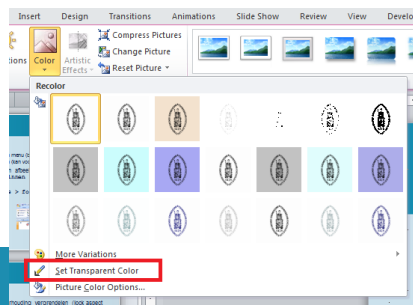 Insert Design Transitions Animations Slide Show Review View Develo
Color
Artistic
Effects
Compress Pictures
Change Picture
Reset Picture
Recolor
More Variations
Set Transparent Color
Picture Color Options...